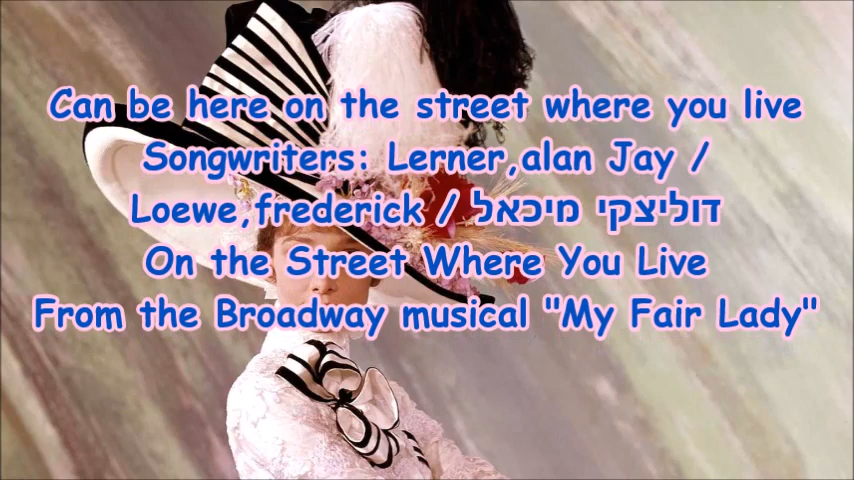 Can be here on the street where you live
Songwriters: Lerner,alan Jay /
Loewe,frederick / דוליצקי מיכאל
On the Street Where You Live
From the Broadway musical "My Fair Lady"